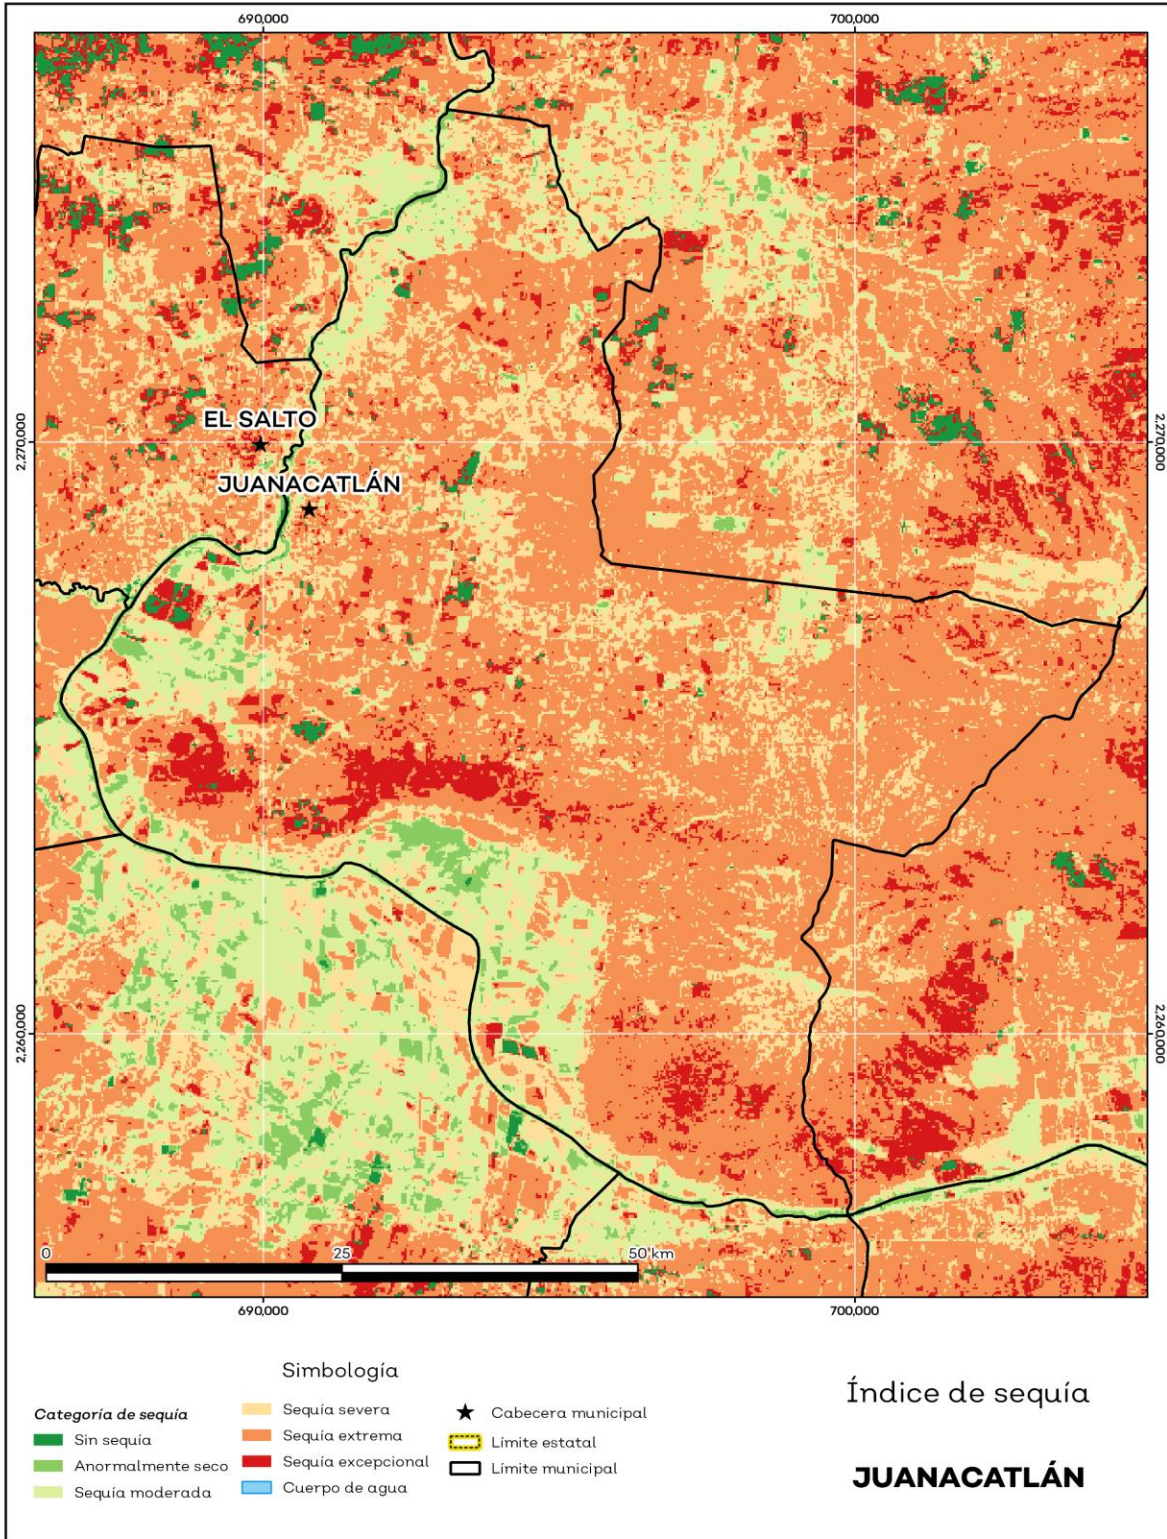 690,000
700,000
2,270,000
2,270,000
EL SALTO
JUANACATLÁN
2,260,000
2,260,000
0 25 50 km
690,000
700,000
Simbología
Categoría de sequía
Sin sequía
Anormalmente seco
Sequía moderada
Sequía severa
Sequía extrema
Sequía excepcional
Cuerpo de agua
Cabecera municipal
Límite estatal
Límite municipal
Índice de sequía
JUANACATLÁN